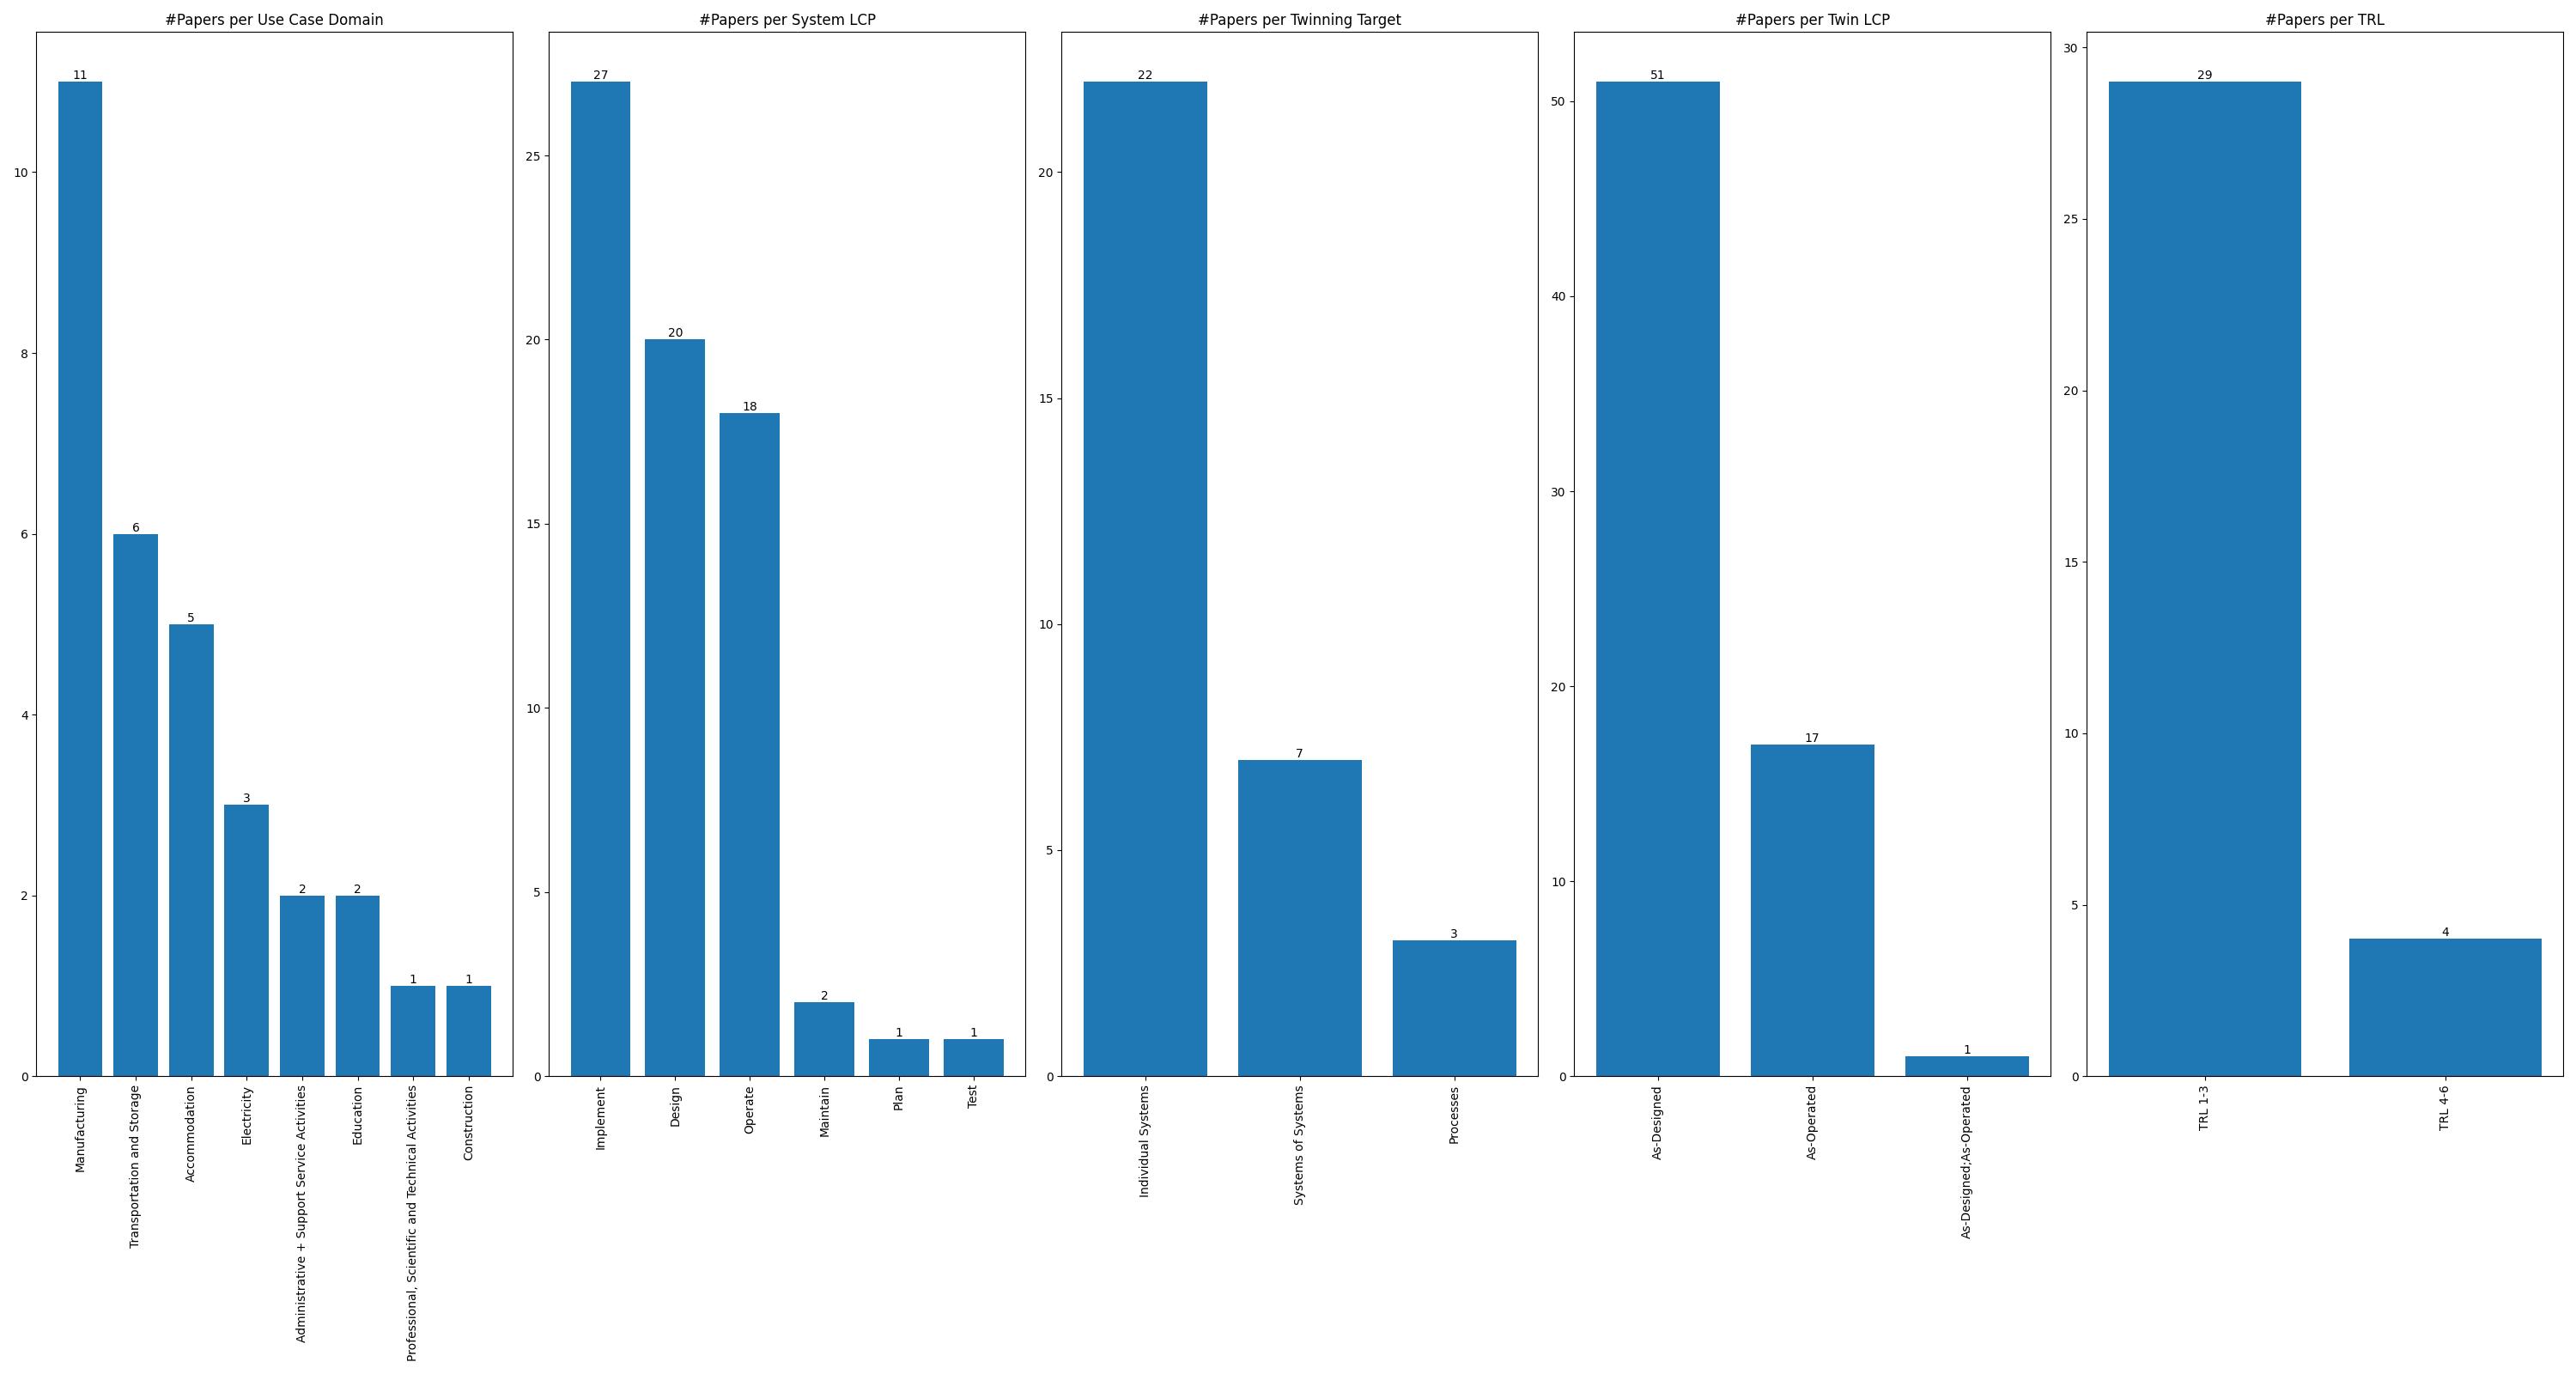 #Papers per Use Case Domain
11
6
5
3
2
2
1
1
10
8
6
4
2
0
Manufacturing
Transportation and Storage
Accommodation
Electricity
Administrative + Support Service Activities
Education
Professional, Scientific and Technical Activities
Construction
#Papers per System LCP
27
20
18
2
1
1
25
20
15
10
5
0
Implement
Design
Operate
Maintain
Plan
Test
#Papers per Twinning Target
22
7
3
20
15
10
5
0
Individual Systems
Systems of Systems
Processes
#Papers per Twin LCP
51
17
1
50
40
30
20
10
0
As-Designed
As-Operated
As-Designed;As-Operated
#Papers per TRL
29
4
30
25
20
15
10
5
0
TRL 1-3
TRL 4-6